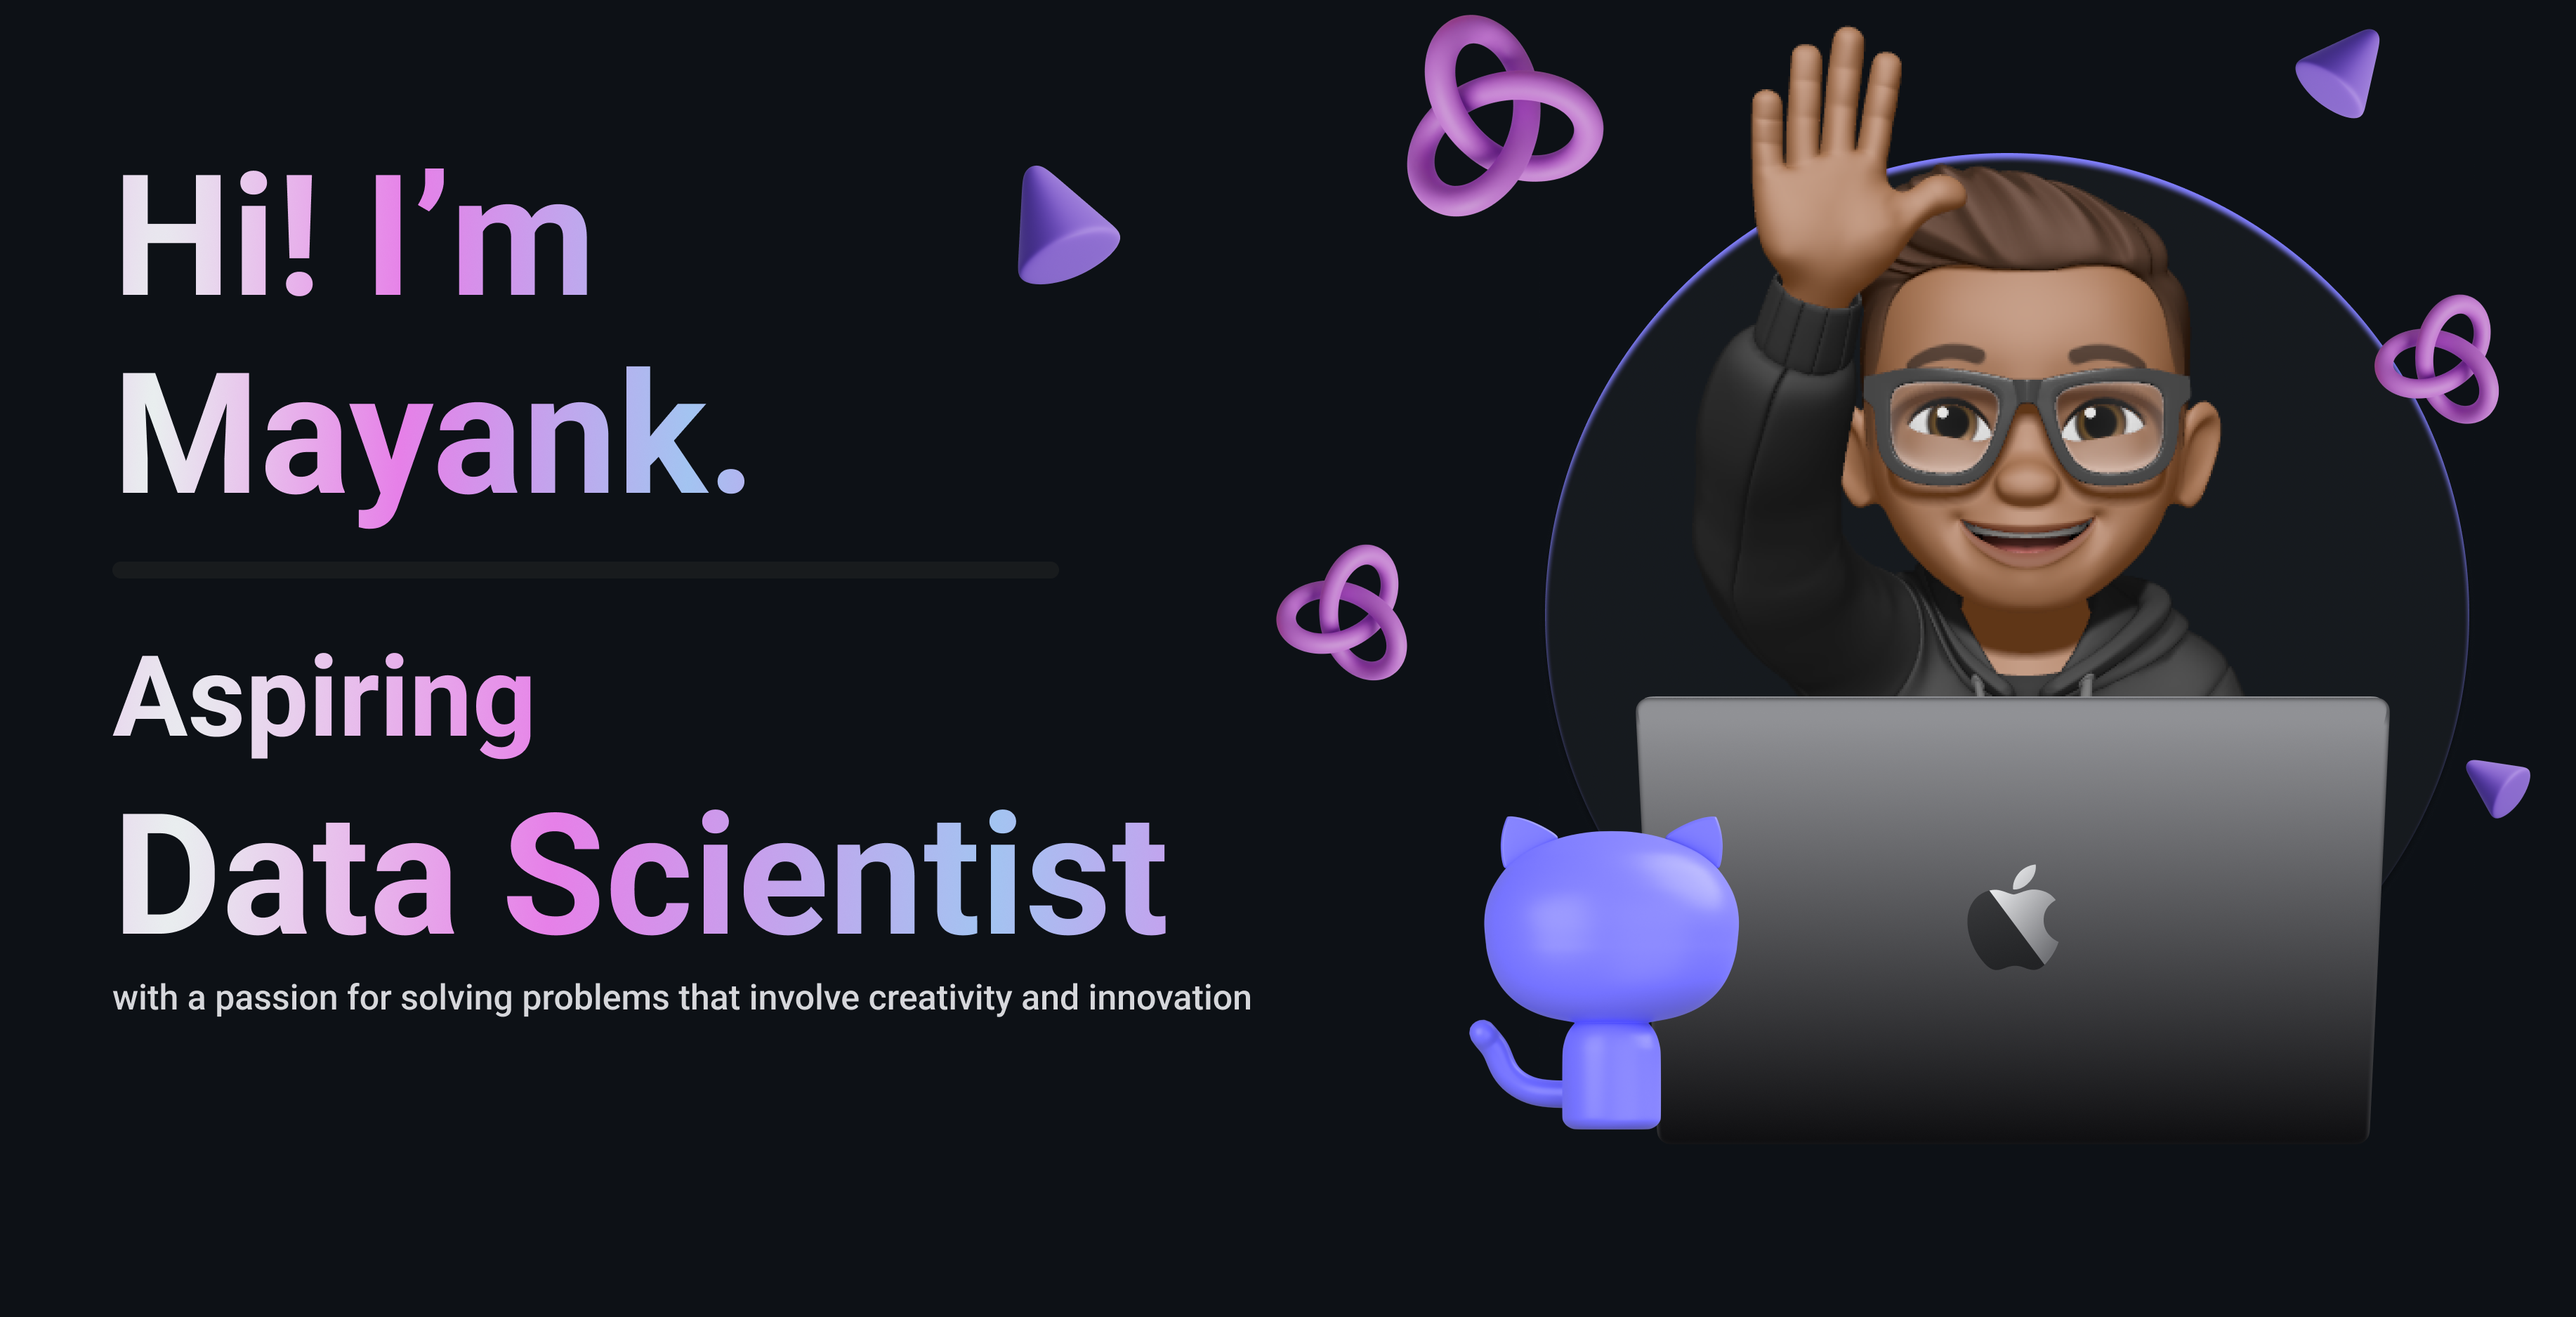 Hi! I’m
Mayank.
Aspiring
Data Scientist
with a passion for solving problems that involve creativity and innovation